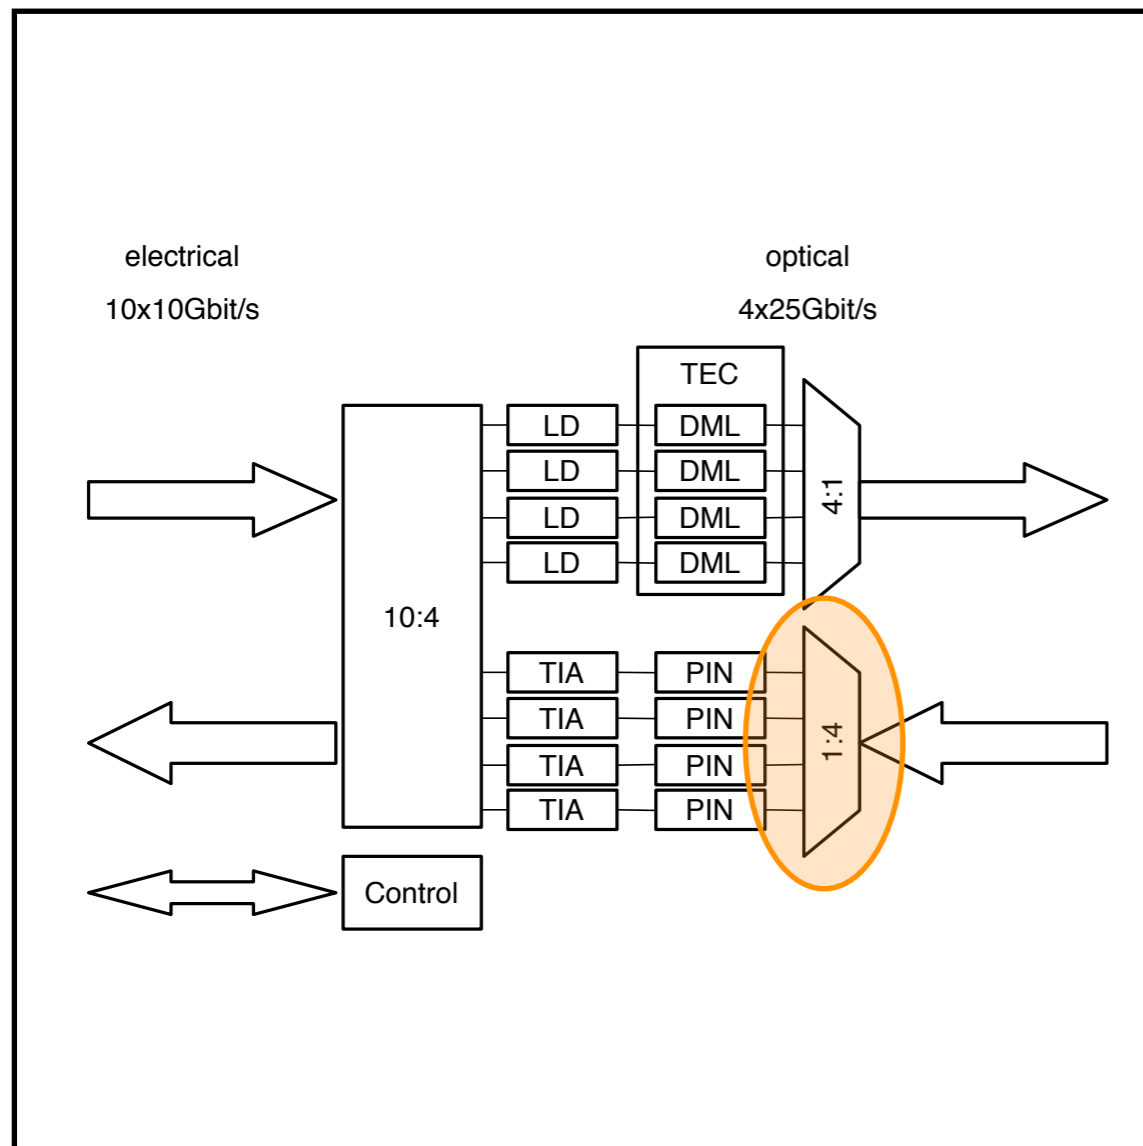 electrical
10x10Gbit/s
optical
4x25Gbit/s
TEC
LD
DML
LD
DML
LD
DML
LD
DML
4:1
10:4
TIA
PIN
TIA
PIN
TIA
PIN
TIA
PIN
1:4
Control